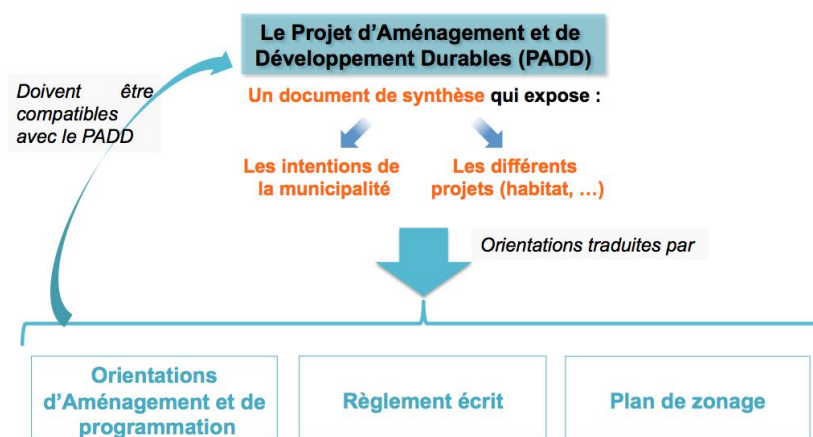 Le Projet d’Aménagement et de
Développement Durables (PADD)
Doivent être
compatibles
avec le PADD
Un document de synthèse qui expose :
Les intentions de
la municipalité
Les différents
projets (habitat, …)
Orientations traduites par
Orientations
d’Aménagement et de
programmation
Règlement écrit
Plan de zonage